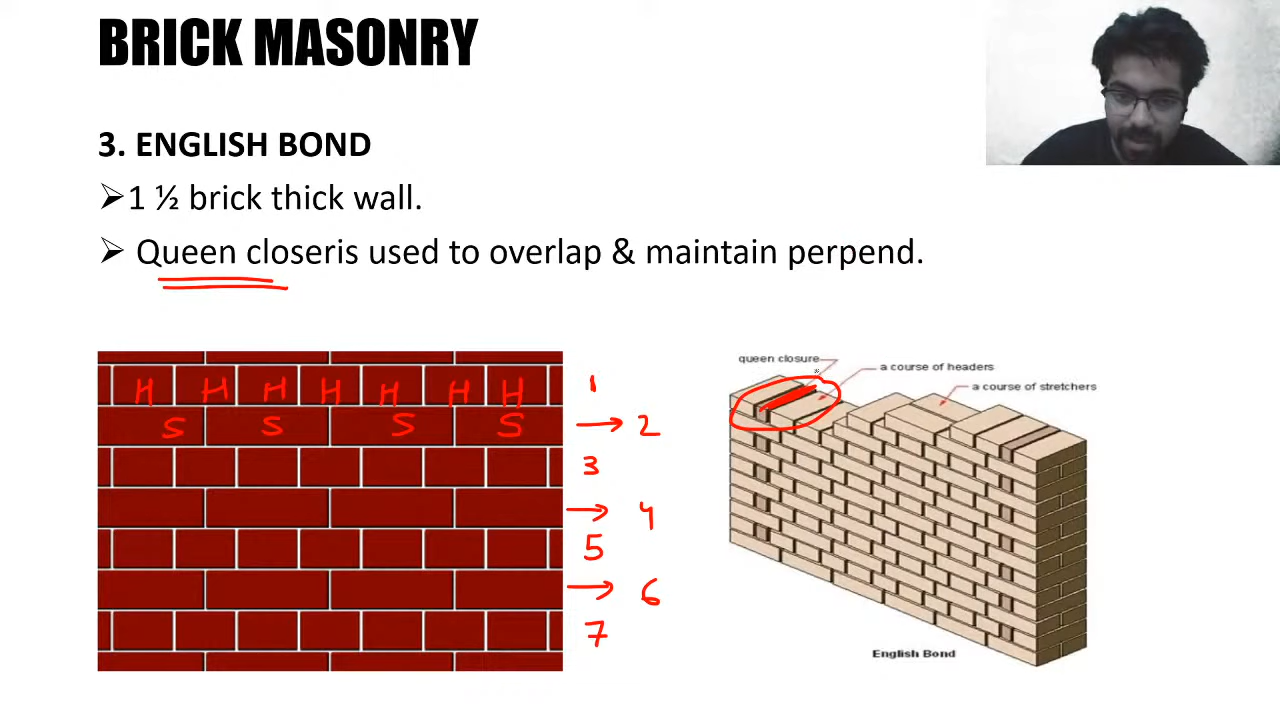 BRICK MASONRY
3. ENGLISH BOND
➢1 ½ brick thick wall.
➢ Queen closeris used to overlap & maintain perpend.
queen closure
a course of headers
a course of stretchers
H H H H H H H 1
S S S S → 2
3
→ 4
5
→ 6
7
English Bond